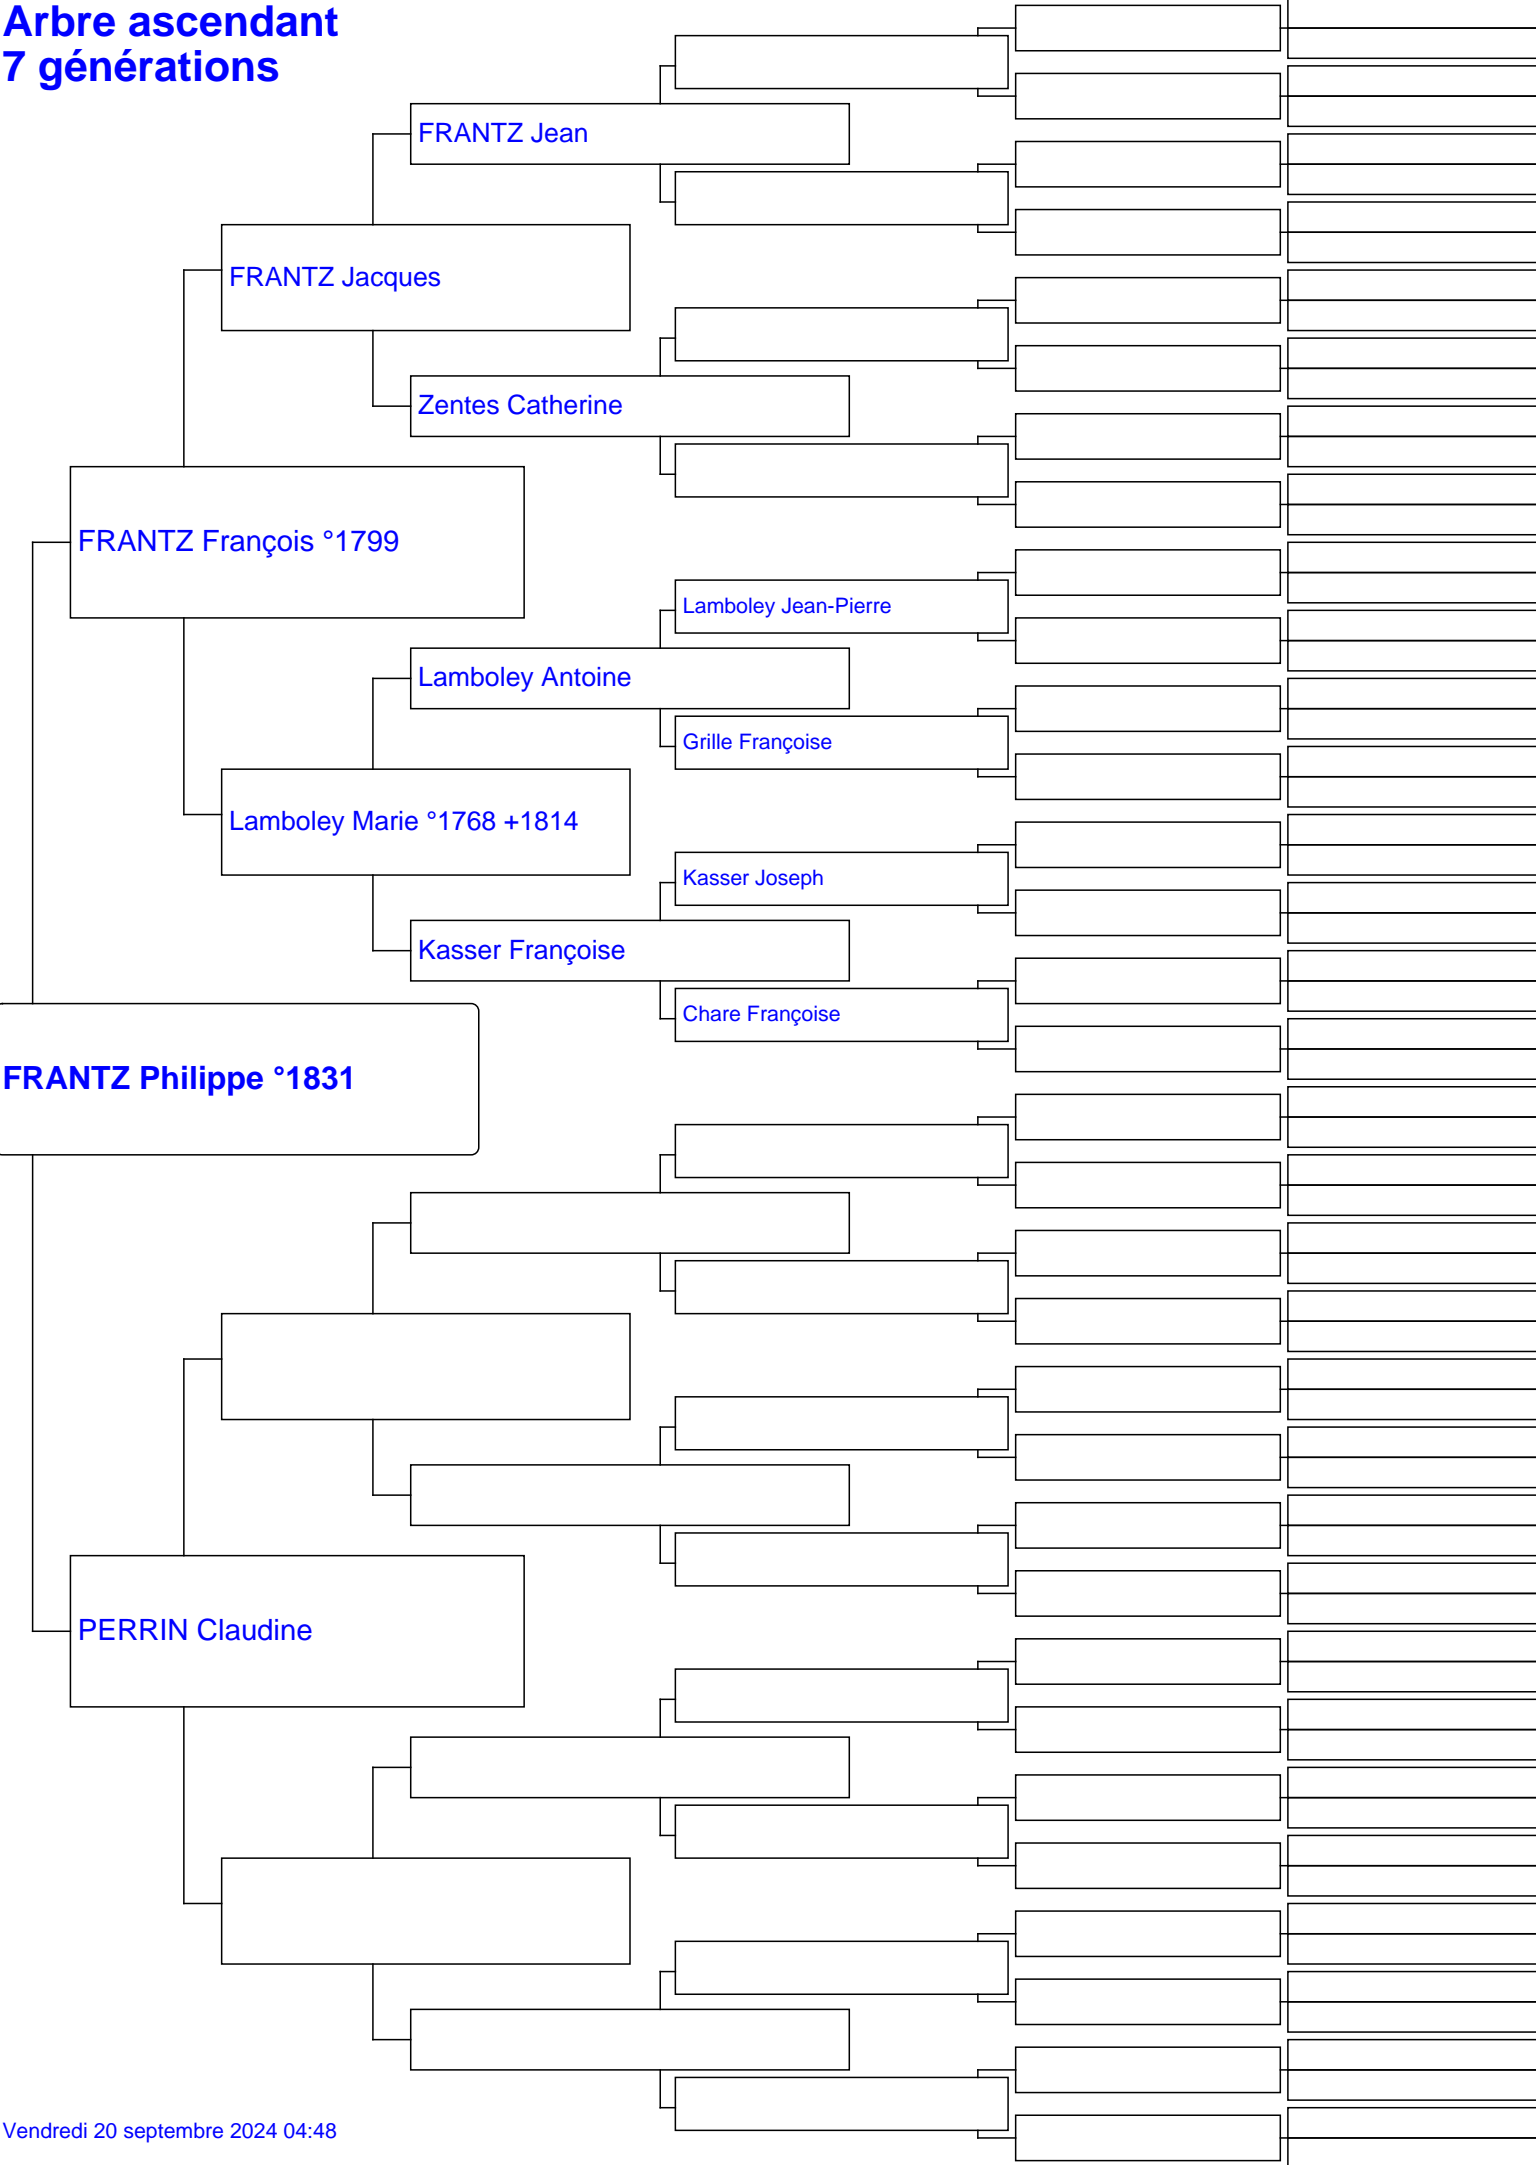 Arbre ascendant
7 générations
FRANTZ Jean
FRANTZ Jacques
Zentes Catherine
FRANTZ François °1799
Lamboley Jean-Pierre
Lamboley Antoine
Grille Françoise
Lamboley Marie °1768 +1814
Kasser Joseph
Kasser Françoise
Chare Françoise
FRANTZ Philippe °1831
PERRIN Claudine
Vendredi 20 septembre 2024 04:48